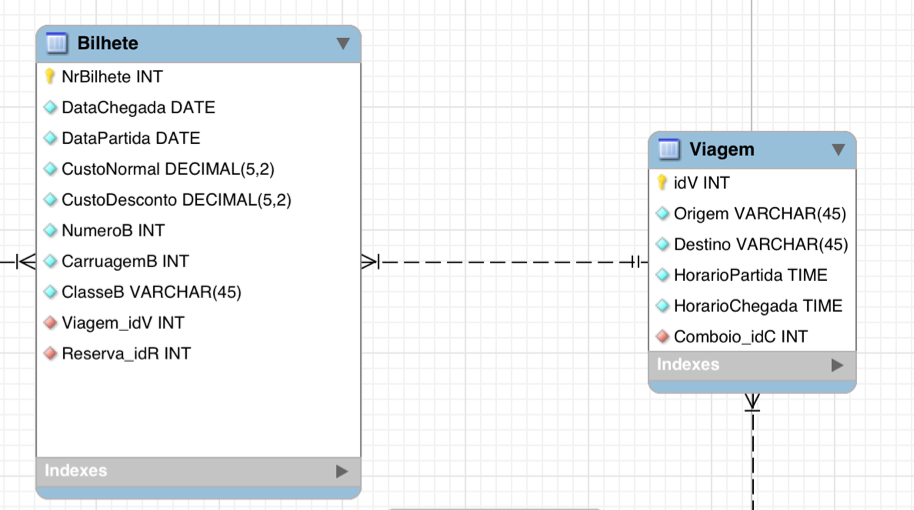 Bilhete
NrBilhete INT
DataChegada DATE
DataPartida DATE
CustoNormal DECIMAL(5,2)
CustoDesconto DECIMAL(5,2)
NumeroB INT
CarruagemB INT
ClasseB VARCHAR(45)
Viagem_idV INT
Reserva_idR INT
Indexes
Viagem
idV INT
Origem VARCHAR(45)
Destino VARCHAR(45)
HorarioPartida TIME
HorarioChegada TIME
Comboio_idC INT
Indexes